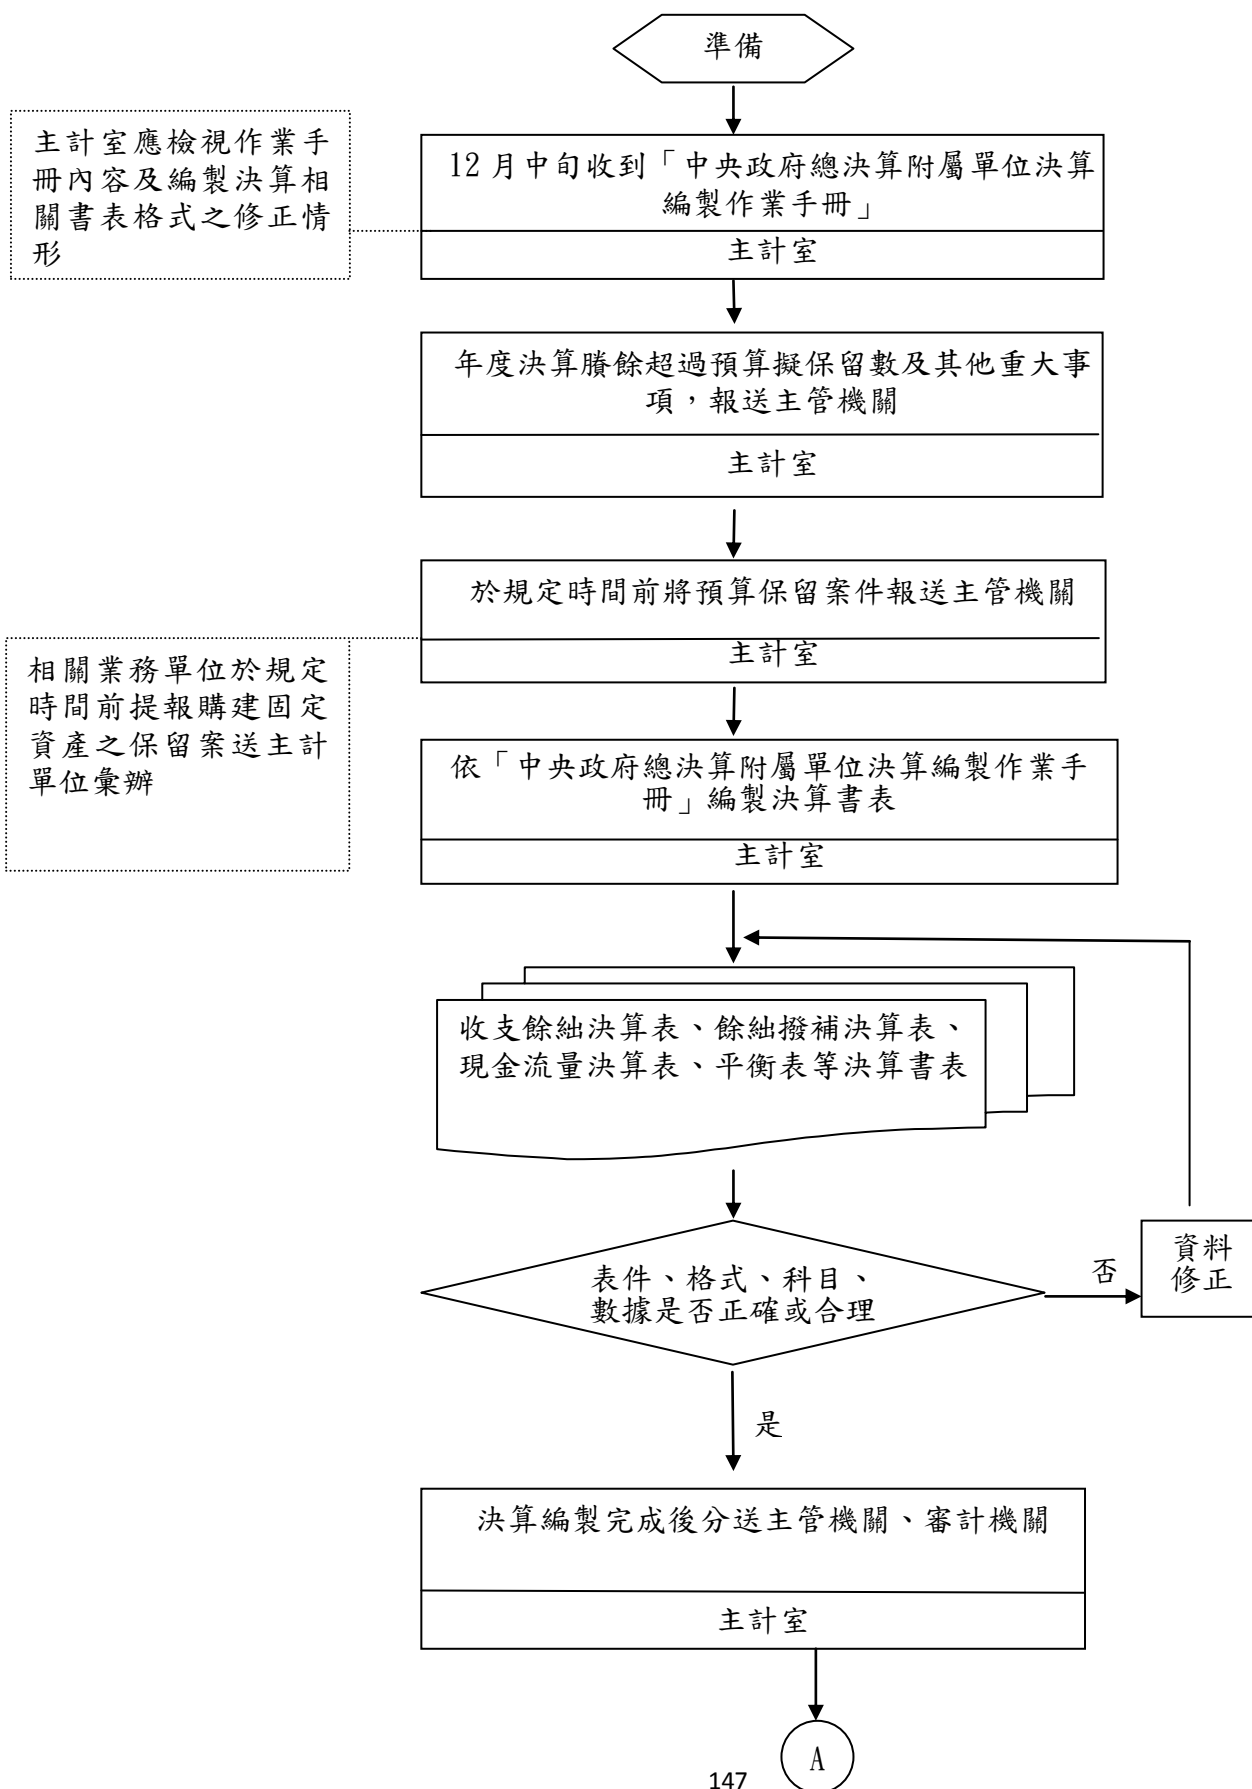 準備
主計室應檢視作業手
冊內容及編製決算相
關書表格式之修正情
形
12月中旬收到「中央政府總決算附屬單位決算
編製作業手冊」
主計室
年度決算賸餘超過預算擬保留數及其他重大事
項，報送主管機關
主計室
於規定時間前將預算保留案件報送主管機關
主計室
相關業務單位於規定
時間前提報購建固定
資產之保留案送主計
單位彙辦
依「中央政府總決算附屬單位決算編製作業手
冊」編製決算書表
主計室
收支餘絀決算表、餘絀撥補決算表、
現金流量決算表、平衡表等決算書表
表件、格式、科目、
數據是否正確或合理
否
資料
修正
是
決算編製完成後分送主管機關、審計機關
主計室
A
147